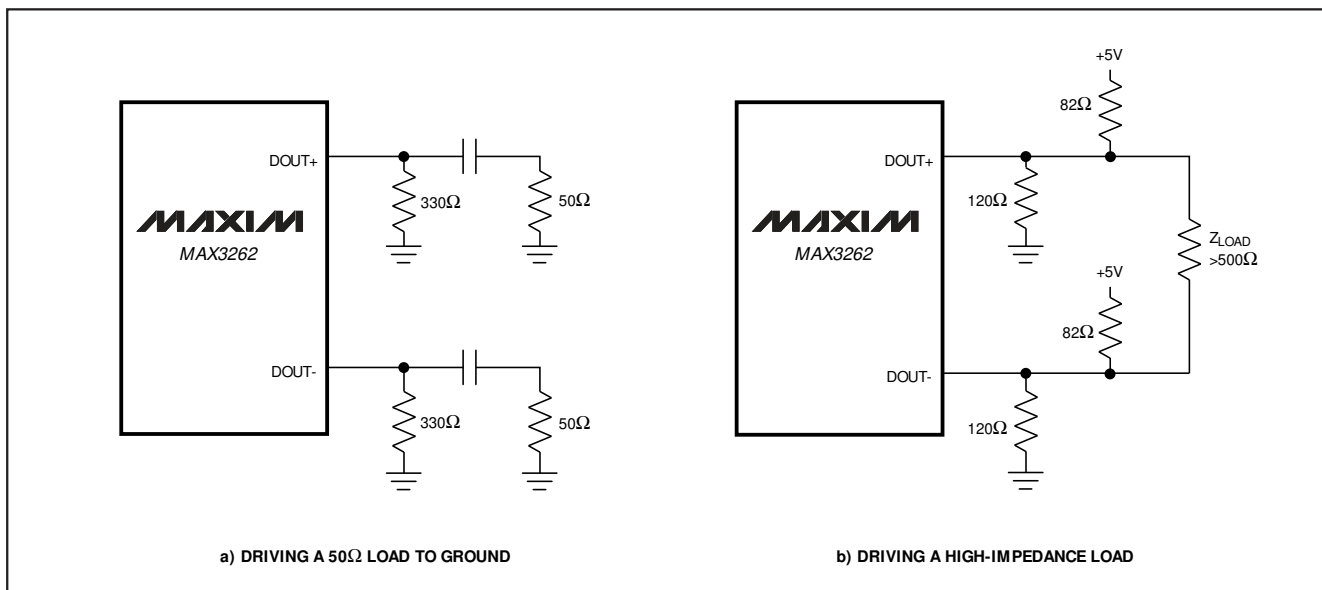 DOUT+
330Ω
50Ω
MAXIM
MAX3262
DOUT-
330Ω
50Ω
a) DRIVING A 50Ω LOAD TO GROUND
+5V
82Ω
DOUT+
120Ω
MAXIM
MAX3262
ZLOAD
>500Ω
+5V
82Ω
DOUT-
120Ω
b) DRIVING A HIGH-IMPEDANCE LOAD